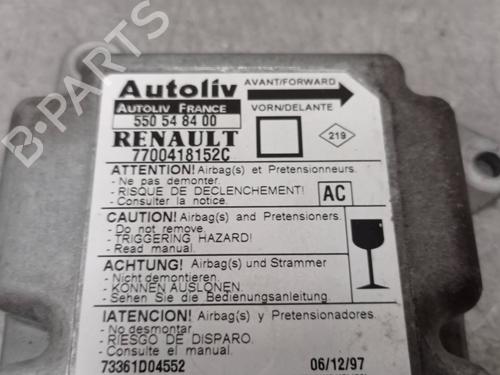 B-PARTS
Autoliv
AVANT/FORWARD
AUTOLIV FRANCE
VORN/DELANTE
550 54 84 00
RENAULT
219
7700418152C
ATTENTION! Airbag(s) et Pretensionneurs.
- Ne pas demonter.
- RISQUE DE DECLENCHEMENT!
- Consulter la notice.
AC
CAUTION! Airbag(s) and Pretensioners.
- Do not remove.
- TRIGGERING HAZARD!
- Read manual.
ACHTUNG! Airbag(s) und Strammer
- Nicht demontieren.
- KÖNNEN AUSLÖNEN.
- Sehen Sie die Bedienungsanleitung.
IATENCION! Airbag(s) y Pretensionadores.
- No desmontar.
- RIESGO DE DISPARO.
- Consulte el manual.
73361D04552
06/12/97